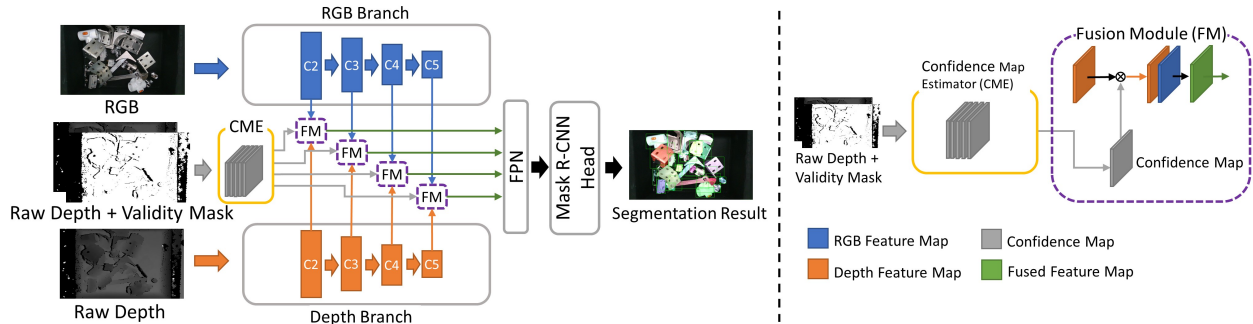 RGB Branch
C2
C3
C4
C5
RGB
CME
FM
FM
FM
FM
FPN
Mask R-CNN
Head
Raw Depth + Validity Mask
Segmentation Result
C2
C3
C4
C5
Raw Depth
Depth Branch
Fusion Module (FM)
Confidence Map
Estimator (CME)
Raw Depth +
Validity Mask
Confidence Map
RGB Feature Map
Confidence Map
Depth Feature Map
Fused Feature Map